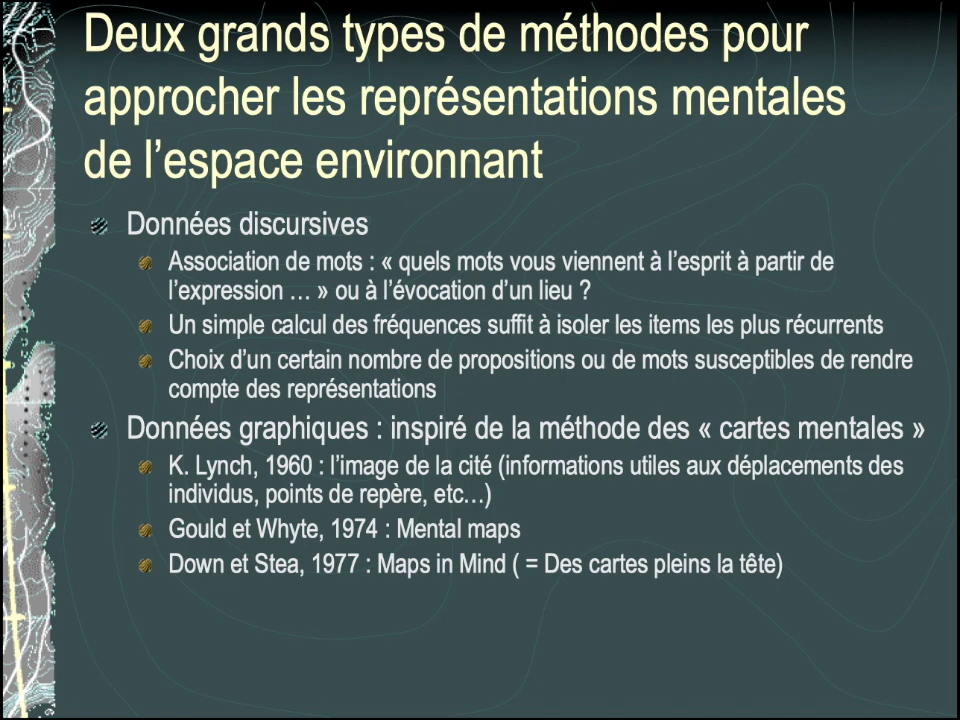 Deux grands types de méthodes pour
approcher les représentations mentales
de l’espace environnant
Données discursives
Association de mots : « quels mots vous viennent à l’esprit à partir de
l’expression … » ou à l’évocation d’un lieu ?
Un simple calcul des fréquences suffit à isoler les items les plus récurrents
Choix d’un certain nombre de propositions ou de mots susceptibles de rendre
compte des représentations
Données graphiques : inspiré de la méthode des « cartes mentales »
K. Lynch, 1960 : l’image de la cité (informations utiles aux déplacements des
individus, points de repère, etc…)
Gould et Whyte, 1974 : Mental maps
Down et Stea, 1977 : Maps in Mind ( = Des cartes pleins la tête)